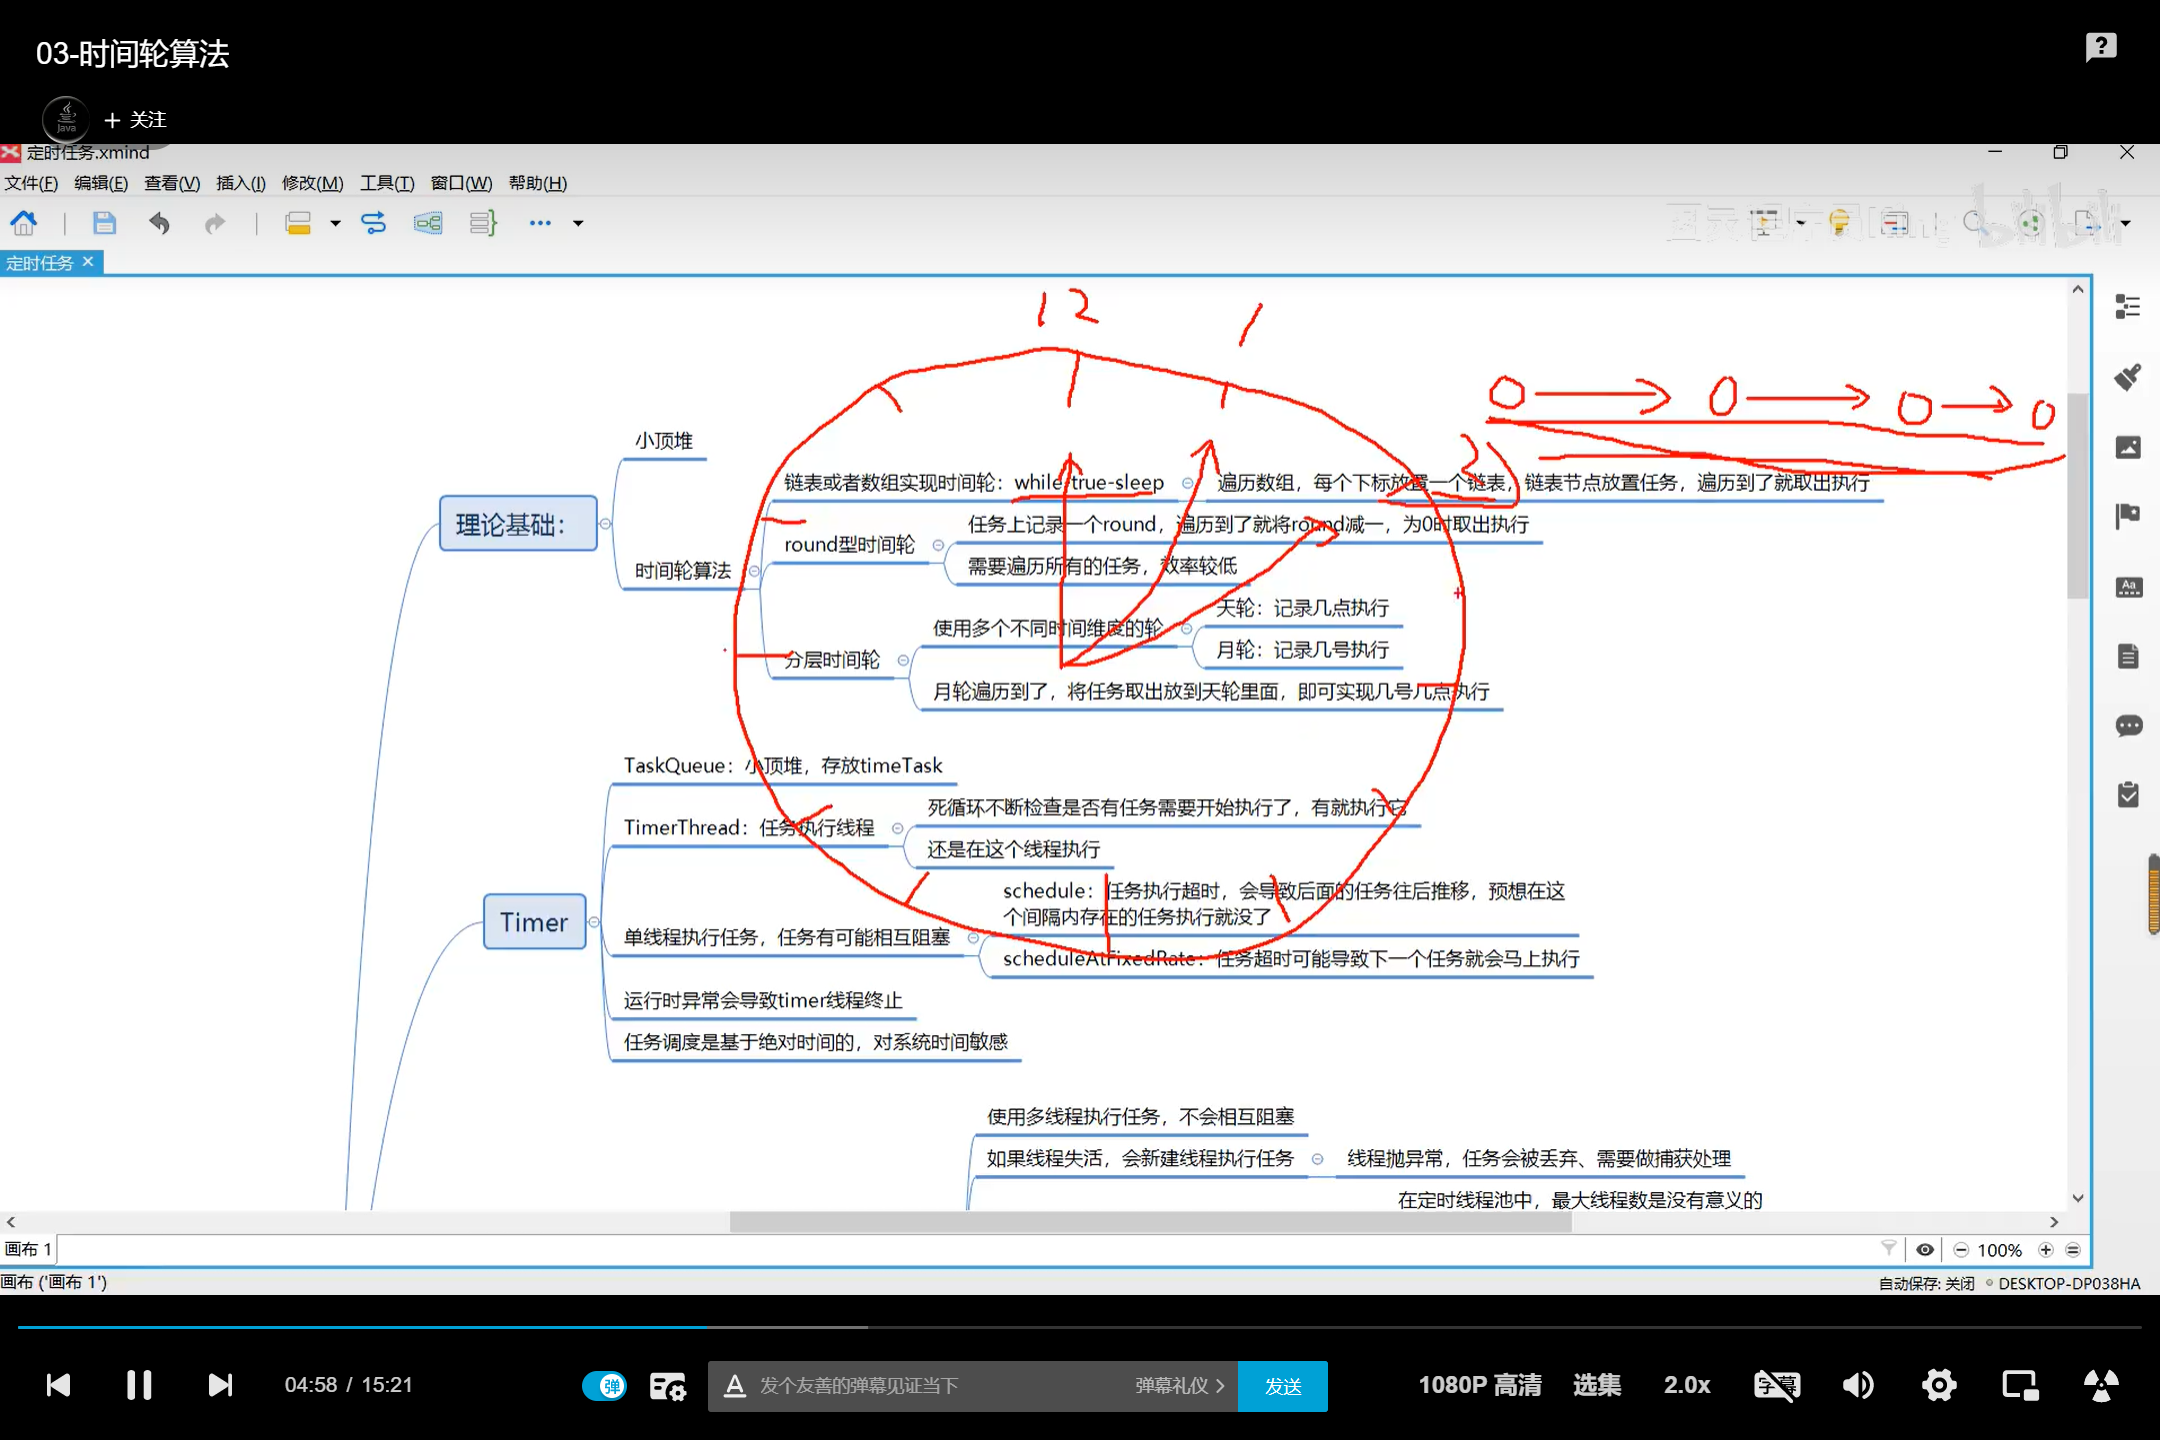 03-时间轮算法
+ 关注
定时任务.xmind
文件(F) 编辑(E) 查看(V) 插入(I) 修改(M) 工具(T) 窗口(W) 帮助(H)
定时任务
12
1
2
小顶堆
链表或者数组实现时间轮：while-true-sleep
遍历数组，每个下标放置一个链表，链表节点放置任务，遍历到了就取出执行
理论基础：
任务上记录一个round，遍历到了就将round减一，为0时取出执行
round型时间轮
需要遍历所有的任务，效率较低
时间轮算法
天轮：记录几点执行
使用多个不同时间维度的轮
月轮：记录几号执行
分层时间轮
月轮遍历到了，将任务取出放到天轮里面，即可实现几号几点执行
TaskQueue：小顶堆，存放timeTask
死循环不断检查是否有任务需要开始执行了，有就执行它
TimerThread：任务执行线程
还是在这个线程执行
schedule：任务执行超时，会导致后面的任务往后推移，预想在这
个间隔内存在的任务执行就没了
Timer
单线程执行任务，任务有可能相互阻塞
scheduleAtFixedRate：任务超时可能导致下一个任务就会马上执行
运行时异常会导致timer线程终止
任务调度是基于绝对时间的，对系统时间敏感
使用多线程执行任务，不会相互阻塞
如果线程失活，会新建线程执行任务
线程抛异常，任务会被丢弃、需要做捕获处理
在定时线程池中，最大线程数是没有意义的
画布 1
100%
画布 ('画布 1')
自动保存: 关闭 DESKTOP-DP038HA
04:58 / 15:21
弹
发个友善的弹幕见证当下
弹幕礼仪 >
发送
1080P 高清
选集
2.0x
字幕